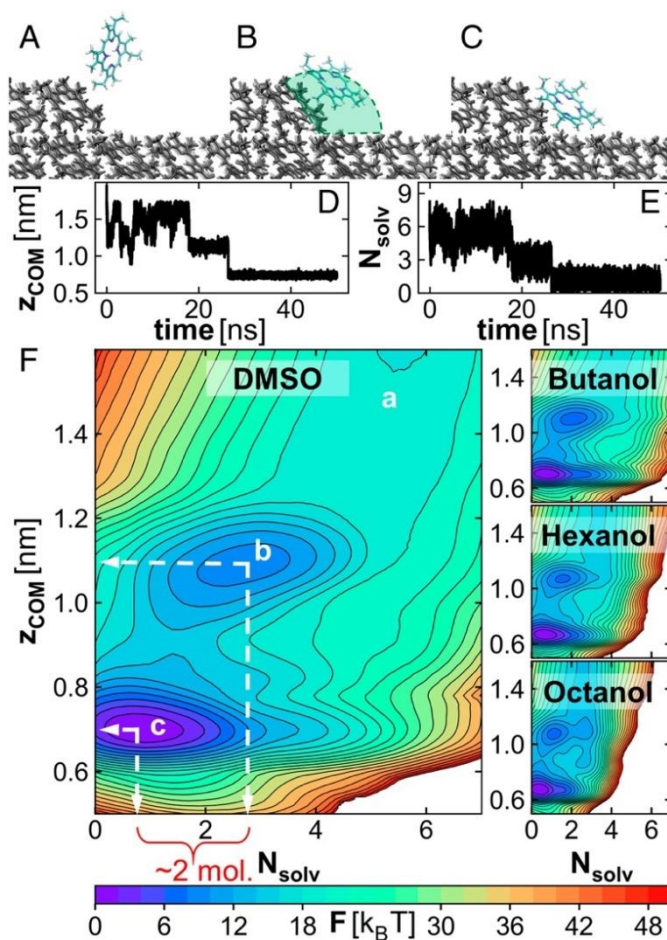 A B C
D
z_COM [nm]
1.5
1.0
0.5
0 20 40
time [ns]
E
N_solv
9
6
3
0
0 20 40
time [ns]
F
DMSO
a
b
c
z_COM [nm]
1.4
1.2
1.0
0.8
0.6
0 2 4 6
~2 mol.
N_solv
Butanol
1.4
1.0
0.6
Hexanol
1.4
1.0
0.6
Octanol
1.4
1.0
0.6
0 2 4 6
N_solv
0 6 12 18 F [k_BT] 30 36 42 48